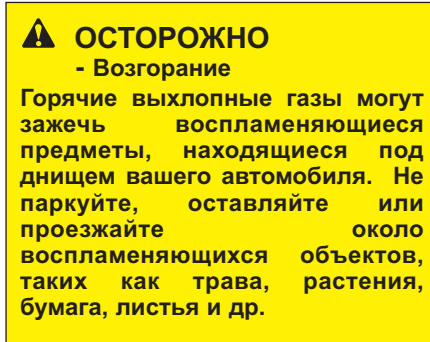 ОСТОРОЖНО
- Возгорание
Горячие выхлопные газы могут
зажечь воспламеняющиеся
предметы, находящиеся под
днищем вашего автомобиля. Не
паркуйте, оставляйте или
проезжайте около
воспламеняющихся объектов,
таких как трава, растения,
бумага, листья и др.